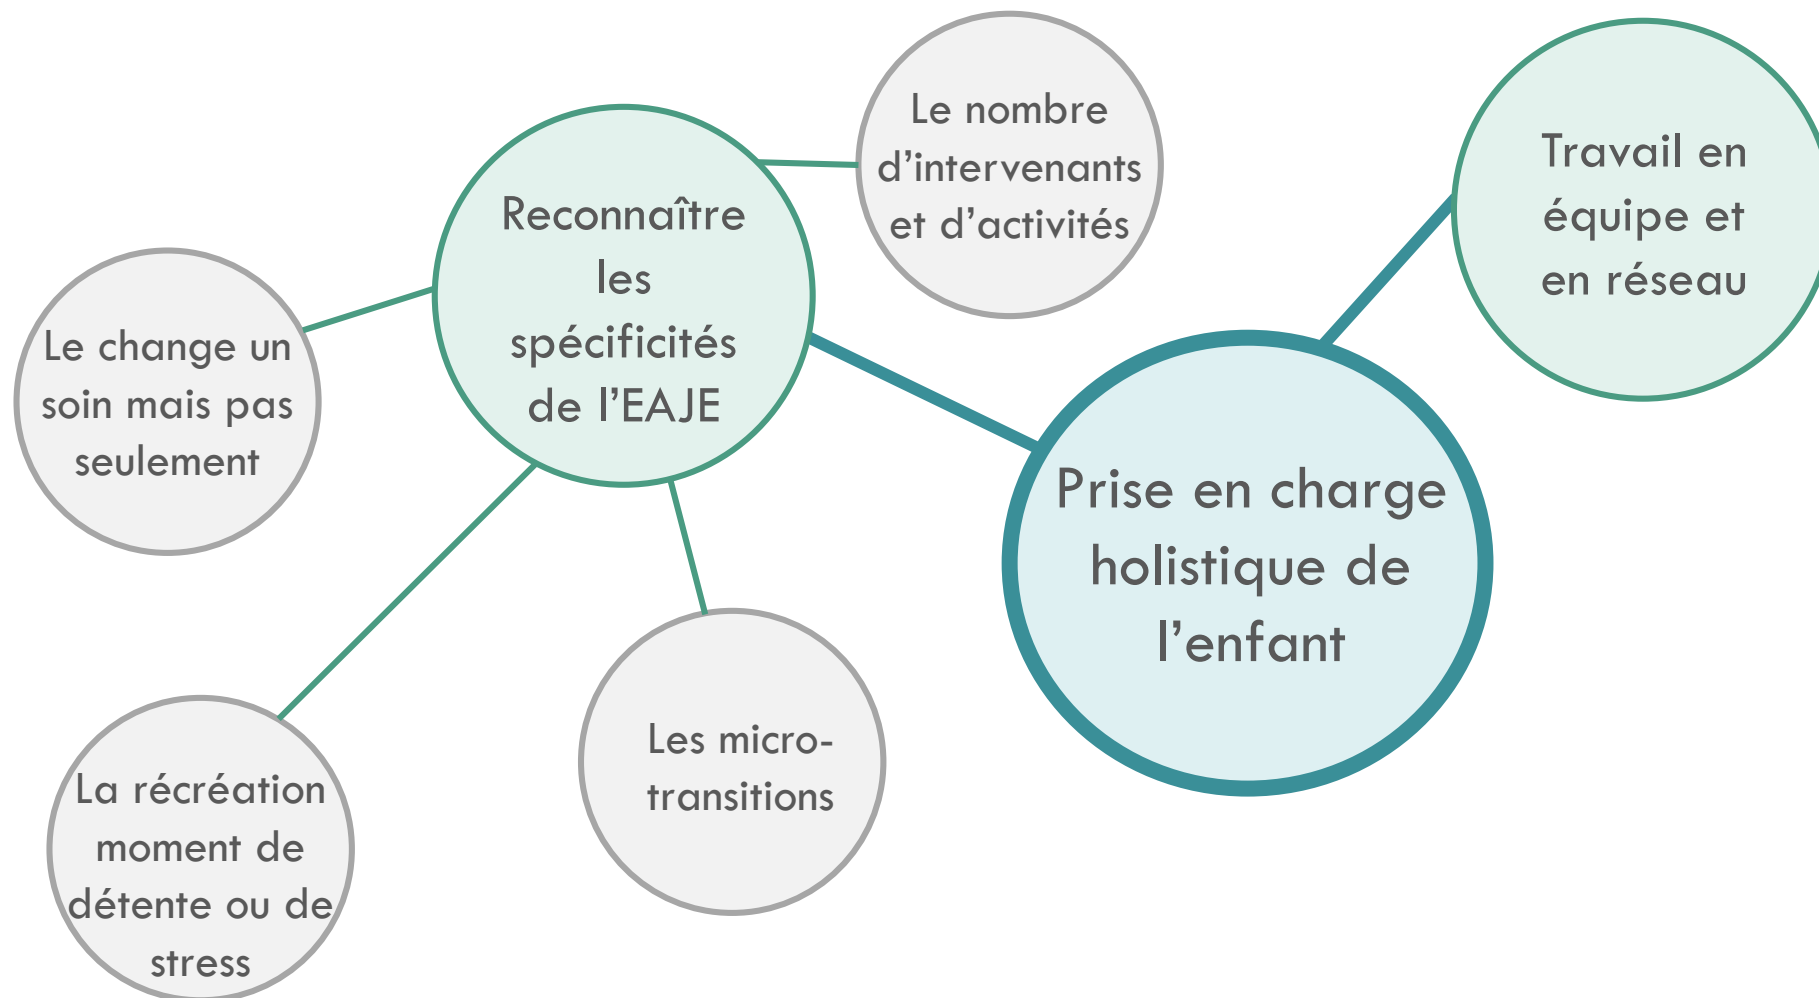 Le nombre
d’intervenants
et d’activités
Travail en
équipe et
en réseau
Reconnaître
les
spécificités
de l’EAJE
Le change un
soin mais pas
seulement
Prise en charge
holistique de
l’enfant
Les micro-
transitions
La récréation
moment de
détente ou de
stress